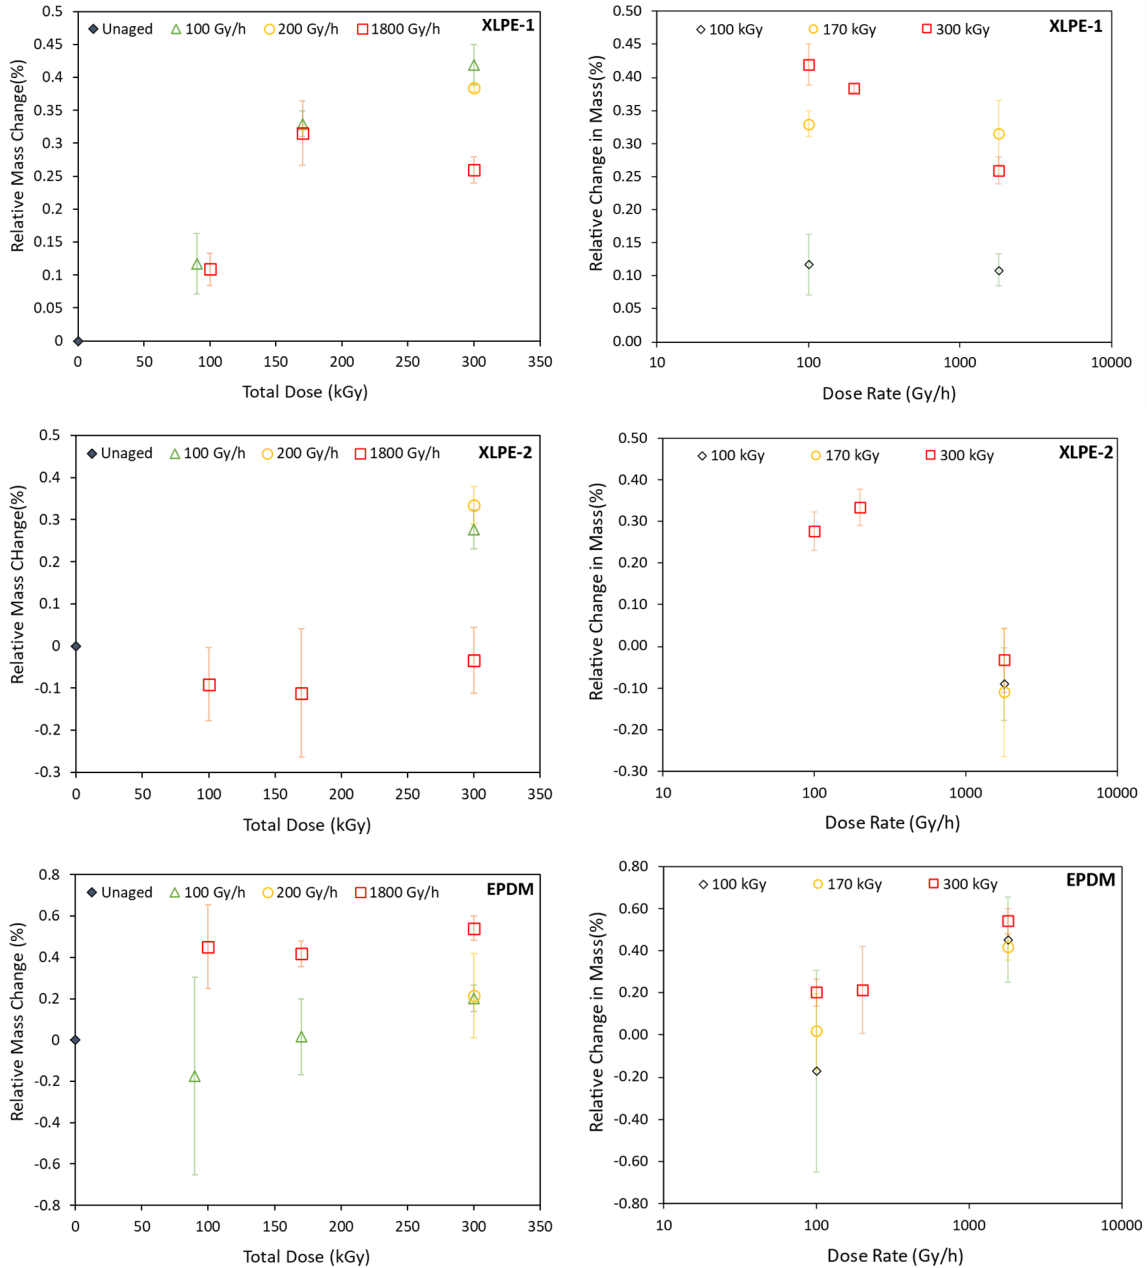 XLPE-1
Unaged 100 Gy/h 200 Gy/h 1800 Gy/h
Relative Mass Change(%)
0.5
0.45
0.4
0.35
0.3
0.25
0.2
0.15
0.1
0.05
0
0 50 100 150 200 250 300 350
Total Dose (kGy)
XLPE-1
100 kGy 170 kGy 300 kGy
Relative Change in Mass(%)
0.50
0.45
0.40
0.35
0.30
0.25
0.20
0.15
0.10
0.05
0.00
10 100 1000 10000
Dose Rate (Gy/h)
XLPE-2
Unaged 100 Gy/h 200 Gy/h 1800 Gy/h
Relative Mass CHange(%)
0.5
0.4
0.3
0.2
0.1
0
-0.1
-0.2
-0.3
0 50 100 150 200 250 300 350
Total Dose (kGy)
XLPE-2
100 kGy 170 kGy 300 kGy
Relative Change in Mass(%)
0.50
0.40
0.30
0.20
0.10
0.00
-0.10
-0.20
-0.30
10 100 1000 10000
Dose Rate (Gy/h)
EPDM
Unaged 100 Gy/h 200 Gy/h 1800 Gy/h
Relative Mass Change (%)
0.8
0.6
0.4
0.2
0
-0.2
-0.4
-0.6
-0.8
0 50 100 150 200 250 300 350
Total Dose (kGy)
EPDM
100 kGy 170 kGy 300 kGy
Relative Change in Mass(%)
0.80
0.60
0.40
0.20
0.00
-0.20
-0.40
-0.60
-0.80
10 100 1000 10000
Dose Rate (Gy/h)